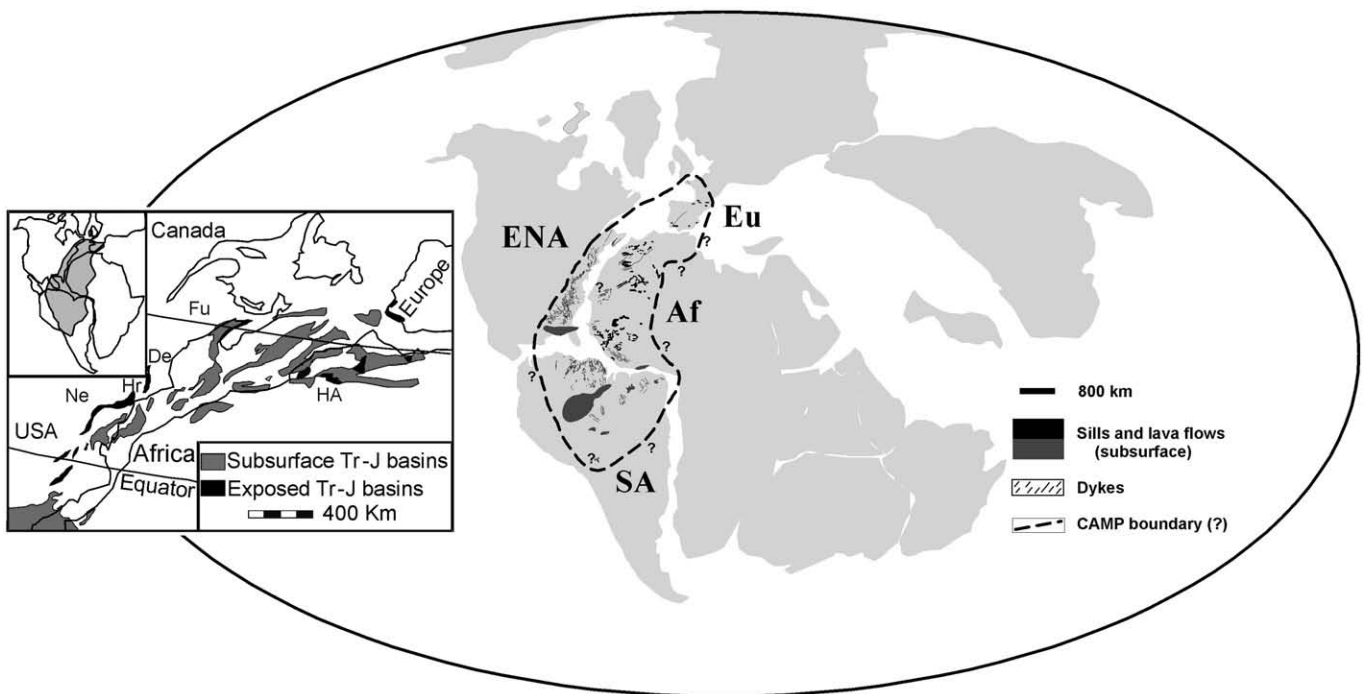 Canada
Europe
Fu
De
Ne
Hr
HA
USA
Africa
Equator
Subsurface Tr-J basins
Exposed Tr-J basins
400 Km
ENA
Eu
?
?
?
Af
?
?
?
?
?
SA
800 km
Sills and lava flows
(subsurface)
Dykes
CAMP boundary (?)